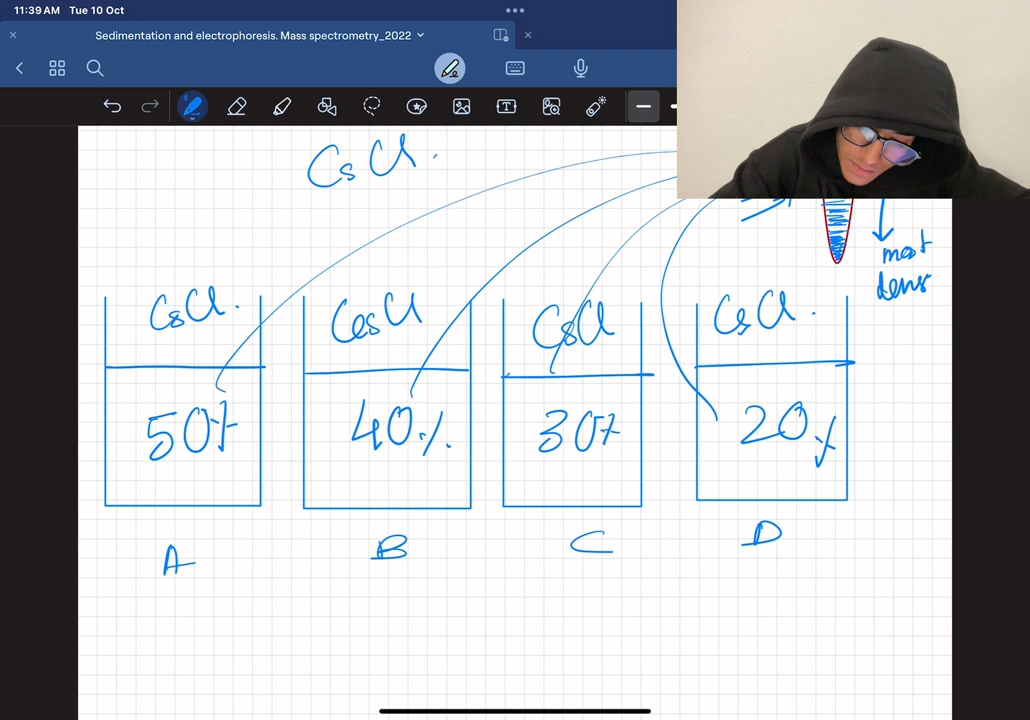 11:39 AM Tue 10 Oct
Sedimentation and electrophoresis. Mass spectrometry_2022
T
CsCl.
most
dens
CsCl.
CesCl
CsCl
CsCl.
50%
40%.
30%
20%
A
B
C
D